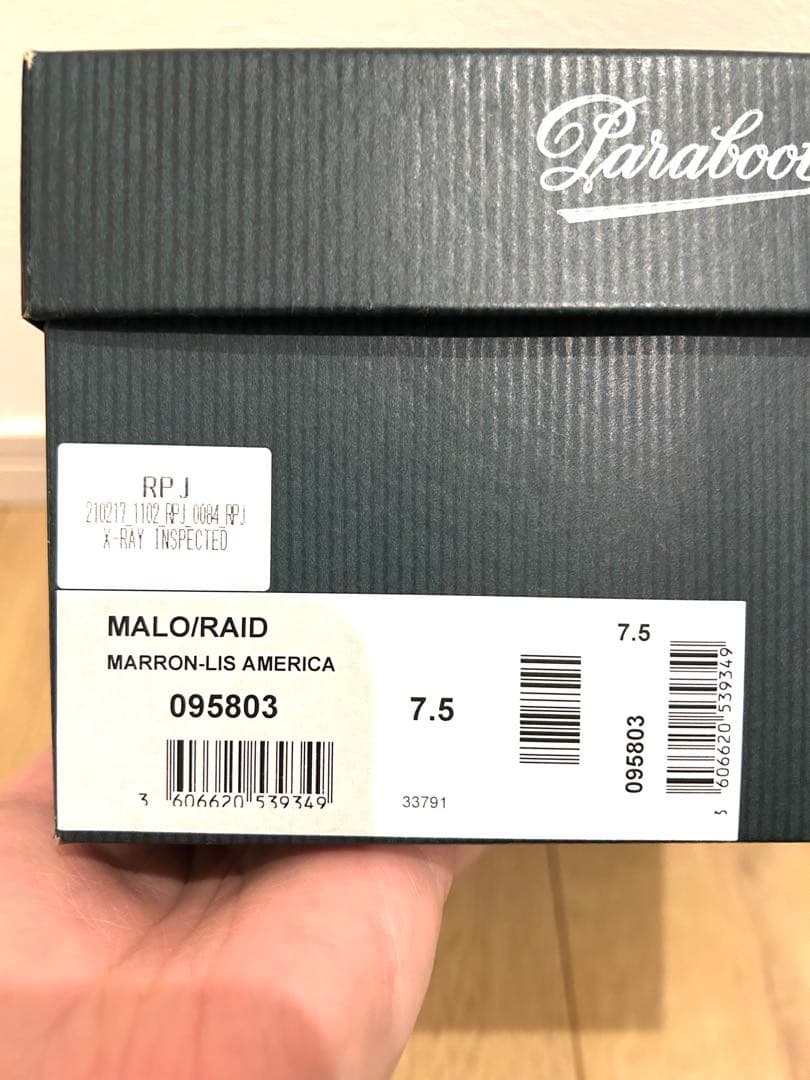 Paraboot
RPJ
210217_1102_RPJ_0084_RPJ
X-RAY INSPECTED
MALO/RAID
MARRON-LIS AMERICA
095803
7.5
3 606620 539349
33791
7.5
095803
3 606620 539349